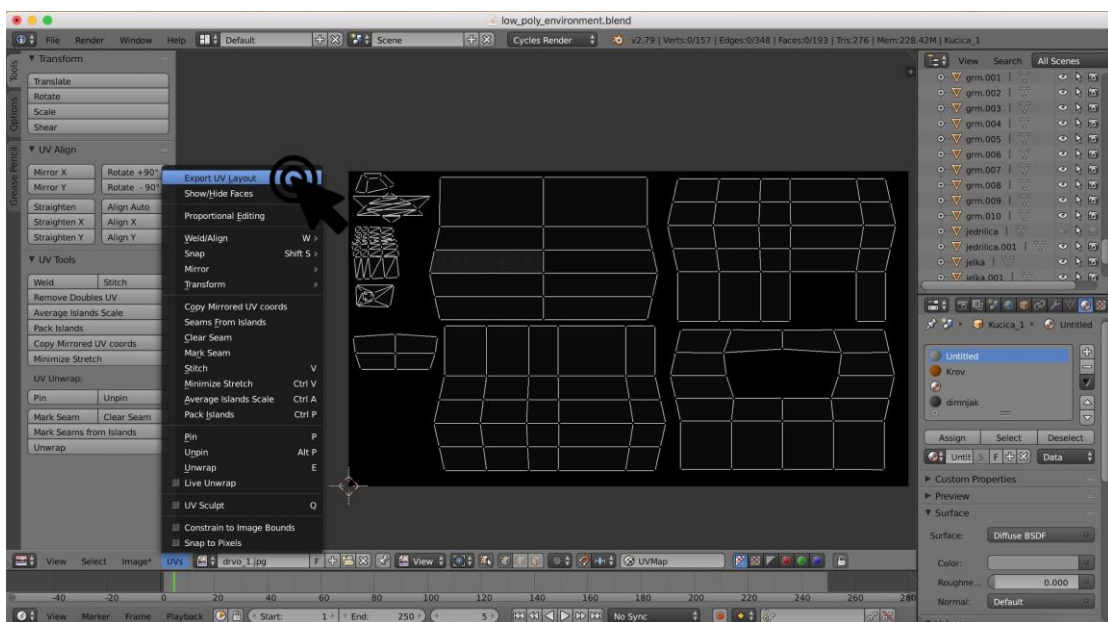 low_poly_environment.blend
File Render Window Help Default Scene Cycles Render v2.79 | Verts:0/157 | Edges:0/348 | Faces:0/193 | Tris:276 | Mem:228.42M | Kucica_1
Tools
Options
Grease Pencil
Transform
Translate
Rotate
Scale
Shear
UV Align
Mirror X Rotate +90°
Mirror Y Rotate - 90°
Straighten Align Auto
Straighten X Align X
Straighten Y Align Y
UV Tools
Weld Stitch
Remove Doubles UV
Average Islands Scale
Pack Islands
Copy Mirrored UV coords
Minimize Stretch
UV Unwrap:
Pin Unpin
Mark Seam Clear Seam
Mark Seams from Islands
Unwrap
Export UV Layout
Show/Hide Faces
Proportional Editing
Weld/Align W
Snap Shift S
Mirror
Transform
Copy Mirrored UV coords
Seams From Islands
Clear Seam
Mark Seam
Stitch V
Minimize Stretch Ctrl V
Average Islands Scale Ctrl A
Pack Islands Ctrl P
Pin P
Unpin Alt P
Unwrap E
Live Unwrap
UV Sculpt Q
Constrain to Image Bounds
Snap to Pixels
View Search All Scenes
grm.001
grm.002
grm.003
grm.004
grm.005
grm.006
grm.007
grm.008
grm.009
grm.010
jedrilica
jedrilica.001
jelka
jelka.001
Kucica_1 Untitled
Untitled
Krov
dimnjak
Assign Select Deselect
Untit 5 F Data
Custom Properties
Preview
Surface
Surface: Diffuse BSDF
Color:
Roughne... 0.000
Normal: Default
View Select Image* UVs drvo_1.jpg F View UVMap
-40 -20 0 20 40 60 80 100 120 140 160 180 200 220 240 260 280
View Marker Frame Playback Start: 1 End: 250 5 No Sync